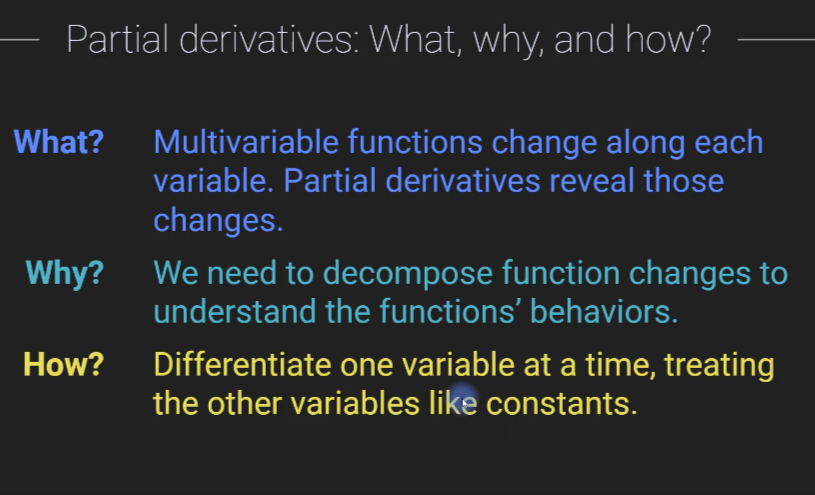 Partial derivatives: What, why, and how?
What? Multivariable functions change along each
variable. Partial derivatives reveal those
changes.
Why? We need to decompose function changes to
understand the functions’ behaviors.
How? Differentiate one variable at a time, treating
the other variables like constants.